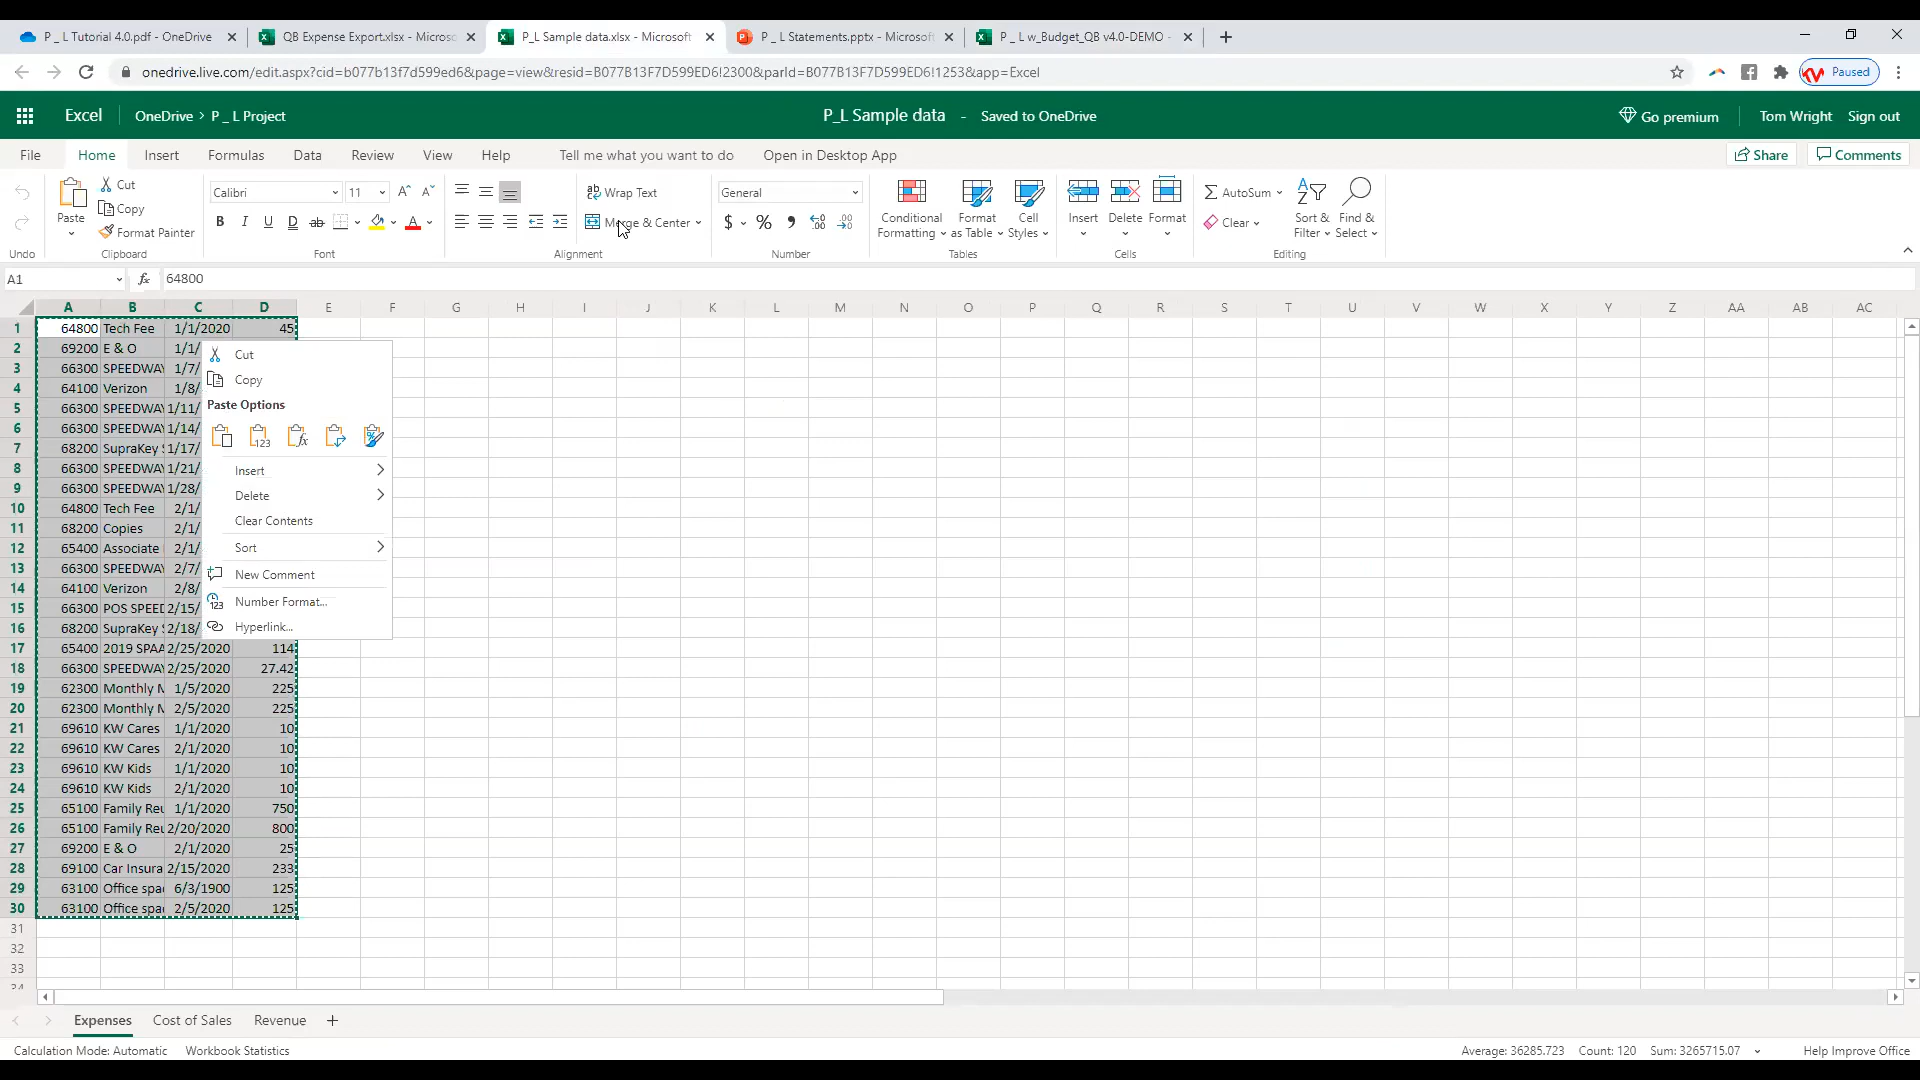 P _ L Tutorial 4.0.pdf - OneDrive
QB Expense Export.xlsx - Microsc
P_L Sample data.xlsx - Microsoft
P _ L Statements.pptx - Microsoft
P _ L w_Budget_QB v4.0-DEMO -
onedrive.live.com/edit.aspx?cid=b077b13f7d599ed6&page=view&resid=B077B13F7D599ED6!2300&parId=B077B13F7D599ED6!1253&app=Excel
Paused
Excel
OneDrive > P _ L Project
P_L Sample data - Saved to OneDrive
Go premium
Tom Wright
Sign out
File Home Insert Formulas Data Review View Help Tell me what you want to do Open in Desktop App
Share
Comments
Cut
Calibri 11
Wrap Text
General
AutoSum
Paste
Copy
Conditional Formatting
Format as Table
Cell Styles
Insert
Delete
Format
Sort & Filter
Find & Select
Format Painter
Merge & Center
Clear
Undo Clipboard Font Alignment Number Tables Cells Editing
A1 fx 64800
A B C D E F G H I J K L M N O P Q R S T U V W X Y Z AA AB AC
1 64800 Tech Fee 1/1/2020 45
2 69200 E & O 1/1/
3 66300 SPEEDWAY 1/7/
4 64100 Verizon 1/8/
5 66300 SPEEDWAY 1/11/
6 66300 SPEEDWAY 1/14/
7 68200 SupraKey 1/17/
8 66300 SPEEDWAY 1/21/
9 66300 SPEEDWAY 1/28/
10 64800 Tech Fee 2/1/
11 68200 Copies 2/1/
12 65400 Associate 2/1/
13 66300 SPEEDWAY 2/7/
14 64100 Verizon 2/8/
15 66300 POS SPEED 2/15/
16 68200 SupraKey 2/18/
17 65400 2019 SPAA 2/25/2020 114
18 66300 SPEEDWAY 2/25/2020 27.42
19 62300 Monthly M 1/5/2020 225
20 62300 Monthly M 2/5/2020 225
21 69610 KW Cares 1/1/2020 10
22 69610 KW Cares 2/1/2020 10
23 69610 KW Kids 1/1/2020 10
24 69610 KW Kids 2/1/2020 10
25 65100 Family Reu 1/1/2020 750
26 65100 Family Reu 2/20/2020 800
27 69200 E & O 2/1/2020 25
28 69100 Car Insura 2/15/2020 233
29 63100 Office spa 6/3/1900 125
30 63100 Office spa 2/5/2020 125
31
32
33
34
Cut
Copy
Paste Options
Insert
Delete
Clear Contents
Sort
New Comment
Number Format...
Hyperlink...
Expenses Cost of Sales Revenue
Calculation Mode: Automatic Workbook Statistics
Average: 36285.723 Count: 120 Sum: 3265715.07
Help Improve Office